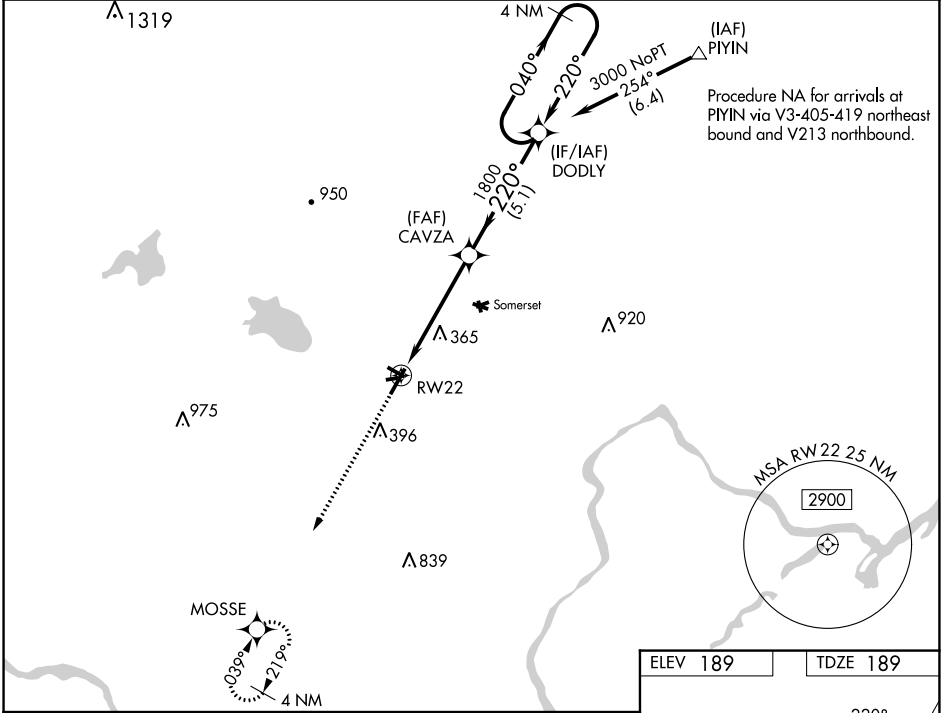 1319
4 NM
(IAF)
PIYIN
040°
220°
3000 NoPT
254°
(6.4)
Procedure NA for arrivals at
PIYIN via V3-405-419 northeast
bound and V213 northbound.
(IF/IAF)
DODLY
1800
220°
(5.1)
950
(FAF)
CAVZA
Somerset
920
365
RW22
975
396
MSA RW 22 25 NM
2900
839
MOSSE
039°
219°
4 NM
ELEV 189
TDZE 189